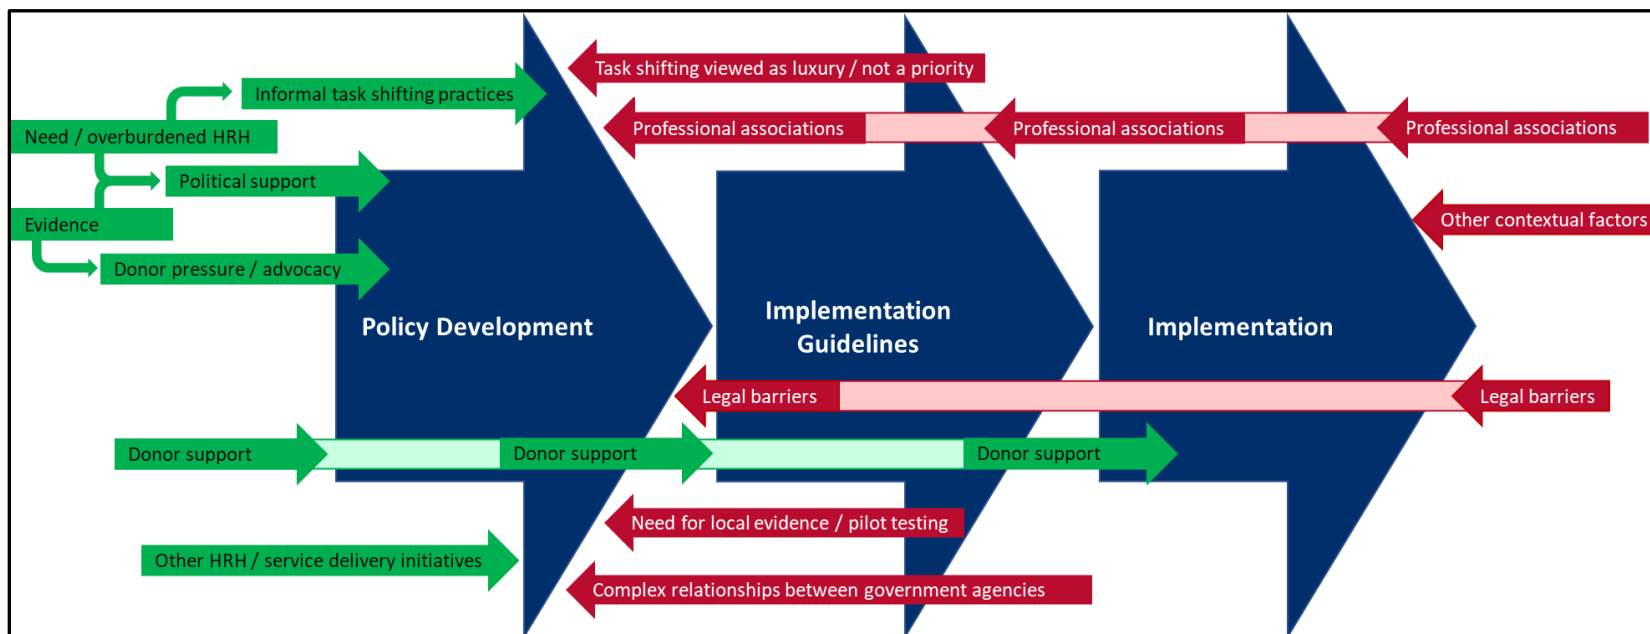 Task shifting viewed as luxury / not a priority
Informal task shifting practices
Professional associations
Professional associations
Professional associations
Need / overburdened HRH
Political support
Evidence
Other contextual factors
Donor pressure / advocacy
Policy Development
Implementation
Guidelines
Implementation
Legal barriers
Legal barriers
Donor support
Donor support
Donor support
Need for local evidence / pilot testing
Other HRH / service delivery initiatives
Complex relationships between government agencies